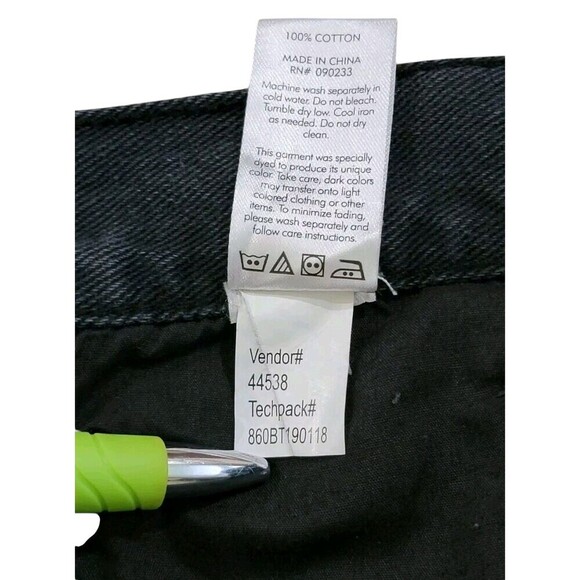 100% COTTON
MADE IN CHINA
RN# 090233
Machine wash separately in
cold water. Do not bleach.
Tumble dry low. Cool iron
as needed. Do not dry
clean.
This garment was specially
dyed to produce its unique
color. Take care, dark colors
may transfer onto light
colored clothing or other
items. To minimize fading,
please wash separately and
follow care instructions.
Vendor#
44538
Techpack#
860BT190118